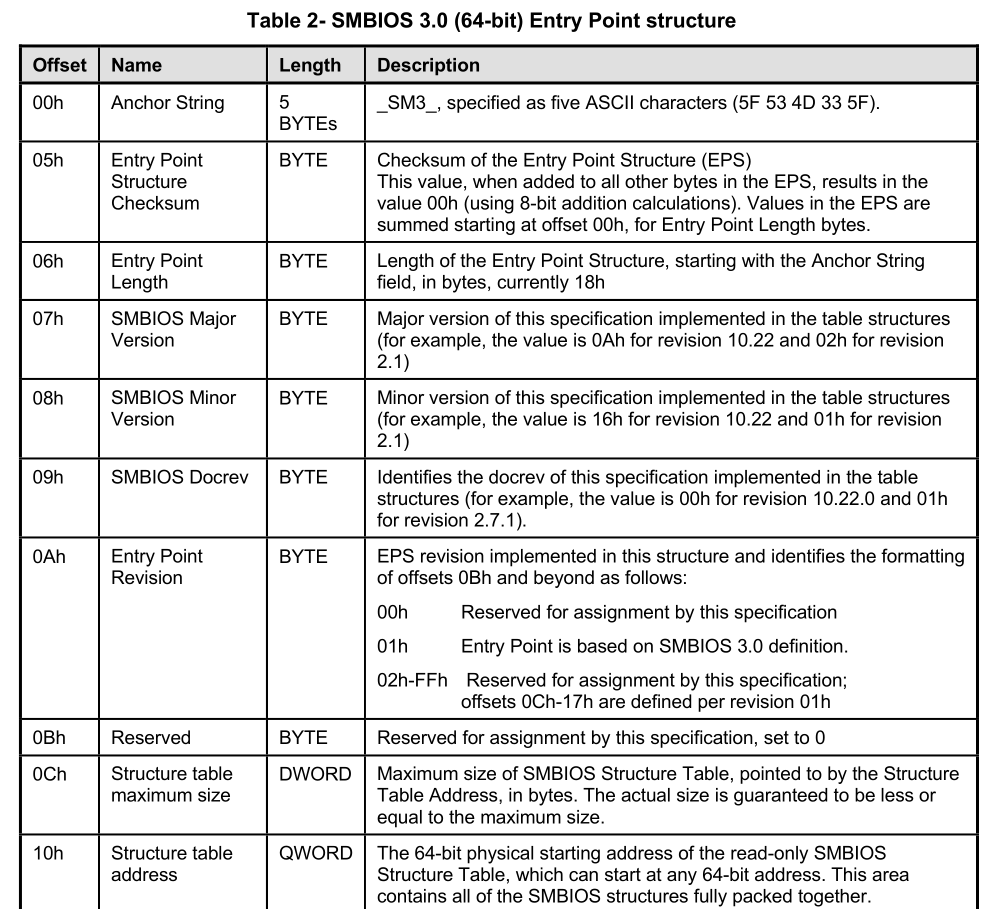 Table 2- SMBIOS 3.0 (64-bit) Entry Point structure
Offset Name Length Description
00h Anchor String 5 _SM3_, specified as five ASCII characters (5F 53 4D 33 5F).
BYTEs
05h Entry Point BYTE Checksum of the Entry Point Structure (EPS)
Structure This value, when added to all other bytes in the EPS, results in the
Checksum value 00h (using 8-bit addition calculations). Values in the EPS are
summed starting at offset 00h, for Entry Point Length bytes.
06h Entry Point BYTE Length of the Entry Point Structure, starting with the Anchor String
Length field, in bytes, currently 18h
07h SMBIOS Major BYTE Major version of this specification implemented in the table structures
Version (for example, the value is 0Ah for revision 10.22 and 02h for revision
2.1)
08h SMBIOS Minor BYTE Minor version of this specification implemented in the table structures
Version (for example, the value is 16h for revision 10.22 and 01h for revision
2.1)
09h SMBIOS Docrev BYTE Identifies the docrev of this specification implemented in the table
structures (for example, the value is 00h for revision 10.22.0 and 01h
for revision 2.7.1).
0Ah Entry Point BYTE EPS revision implemented in this structure and identifies the formatting
Revision of offsets 0Bh and beyond as follows:
00h Reserved for assignment by this specification
01h Entry Point is based on SMBIOS 3.0 definition.
02h-FFh Reserved for assignment by this specification;
offsets 0Ch-17h are defined per revision 01h
0Bh Reserved BYTE Reserved for assignment by this specification, set to 0
0Ch Structure table DWORD Maximum size of SMBIOS Structure Table, pointed to by the Structure
maximum size Table Address, in bytes. The actual size is guaranteed to be less or
equal to the maximum size.
10h Structure table QWORD The 64-bit physical starting address of the read-only SMBIOS
address Structure Table, which can start at any 64-bit address. This area
contains all of the SMBIOS structures fully packed together.